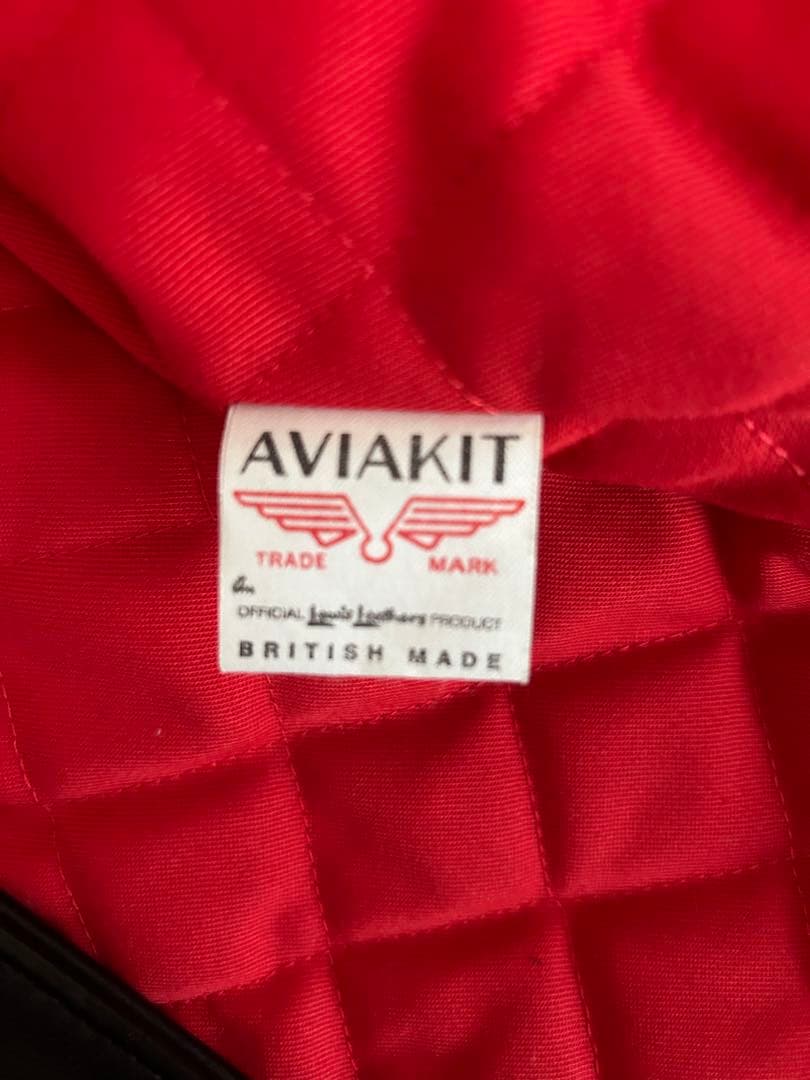 AVIAKIT
TRADE MARK
An
OFFICIAL Lewis Leathers PRODUCT
BRITISH MADE